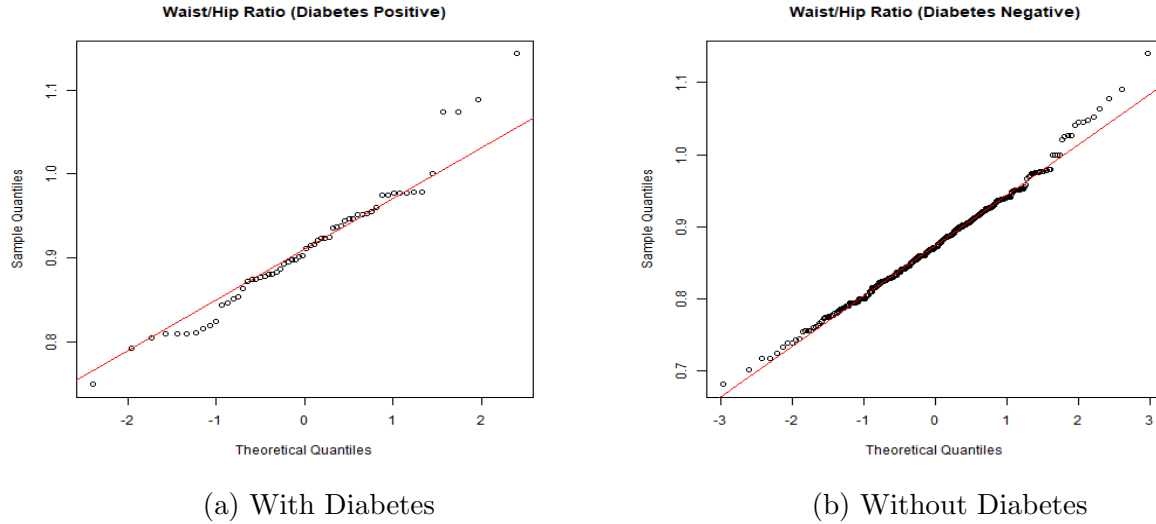 Waist/Hip Ratio (Diabetes Positive)
Sample Quantiles
1.1
1.0
0.9
0.8
-2 -1 0 1 2
Theoretical Quantiles
(a) With Diabetes
Waist/Hip Ratio (Diabetes Negative)
Sample Quantiles
1.1
1.0
0.9
0.8
0.7
-3 -2 -1 0 1 2 3
Theoretical Quantiles
(b) Without Diabetes